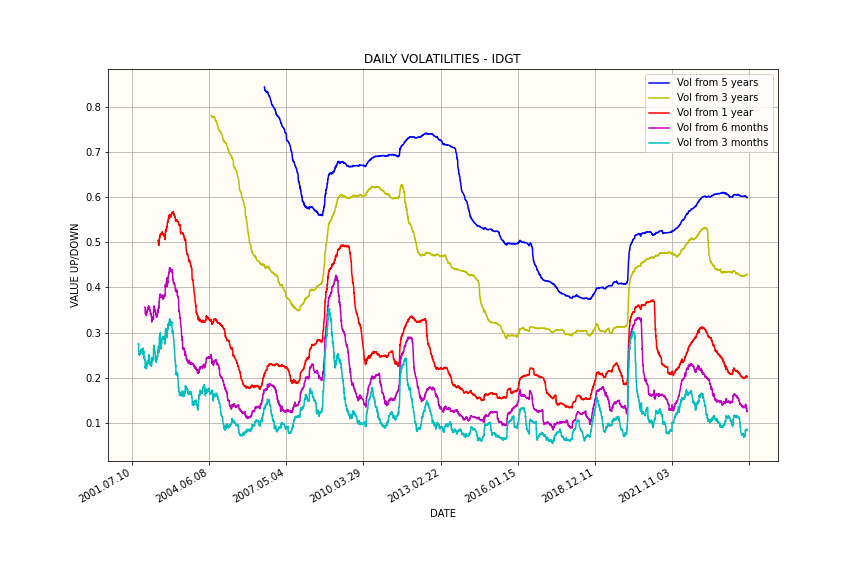 DAILY VOLATILITIES - IDGT
Vol from 5 years
Vol from 3 years
Vol from 1 year
Vol from 6 months
Vol from 3 months
VALUE UP/DOWN
0.8
0.7
0.6
0.5
0.4
0.3
0.2
0.1
2001.07.10
2004.06.08
2007.05.04
2010.03.29
2013.02.22
2016.01.15
2018.12.11
2021.11.03
DATE